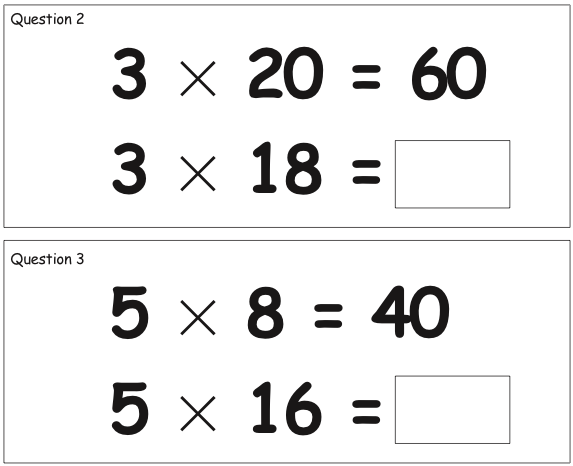 Question 2
3 × 20 = 60
3 × 18 =
Question 3
5 × 8 = 40
5 × 16 =